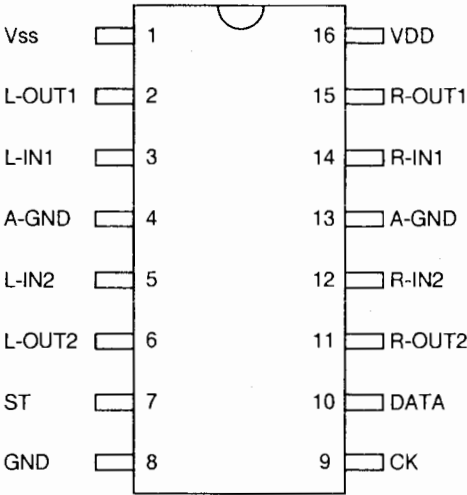 Vss 1 16 VDD
L-OUT1 2 15 R-OUT1
L-IN1 3 14 R-IN1
A-GND 4 13 A-GND
L-IN2 5 12 R-IN2
L-OUT2 6 11 R-OUT2
ST 7 10 DATA
GND 8 9 CK